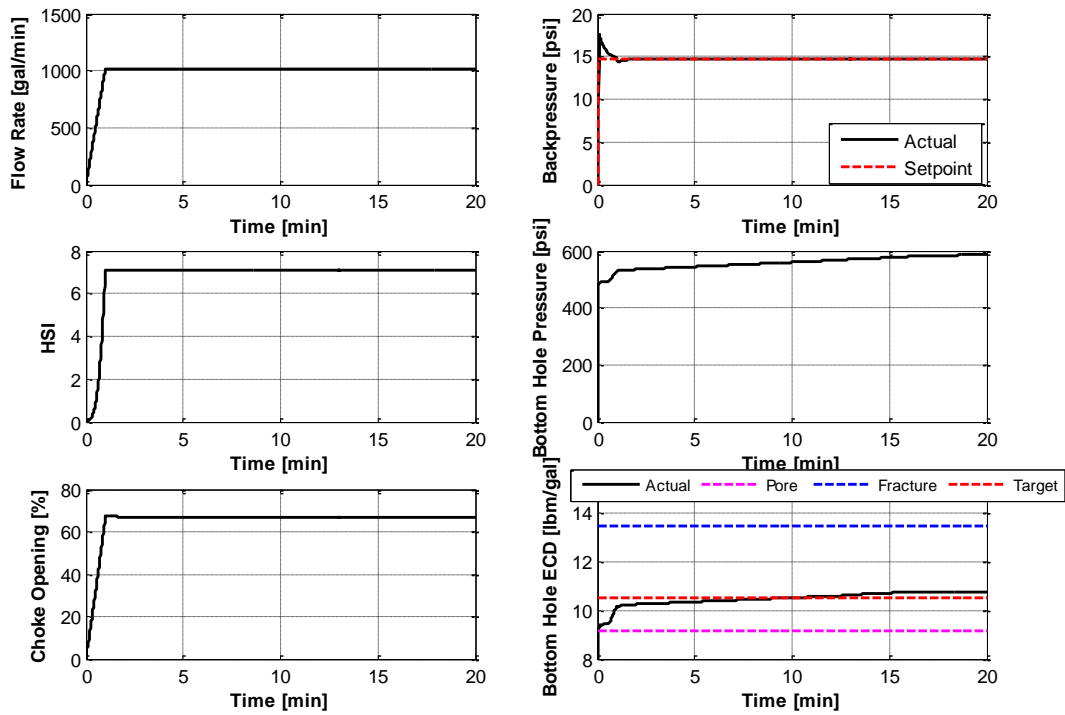 Flow Rate [gal/min]
1500
1000
500
0
0 5 10 15 20
Time [min]
Backpressure [psi]
20
15
10
5
0
Actual
Setpoint
0 5 10 15 20
Time [min]
HSI
8
6
4
2
0
0 5 10 15 20
Time [min]
Bottom Hole Pressure [psi]
600
400
200
0
0 5 10 15 20
Time [min]
Choke Opening [%]
80
60
40
20
0
0 5 10 15 20
Time [min]
Bottom Hole ECD [lbm/gal]
Actual Pore Fracture Target
14
12
10
8
0 5 10 15 20
Time [min]